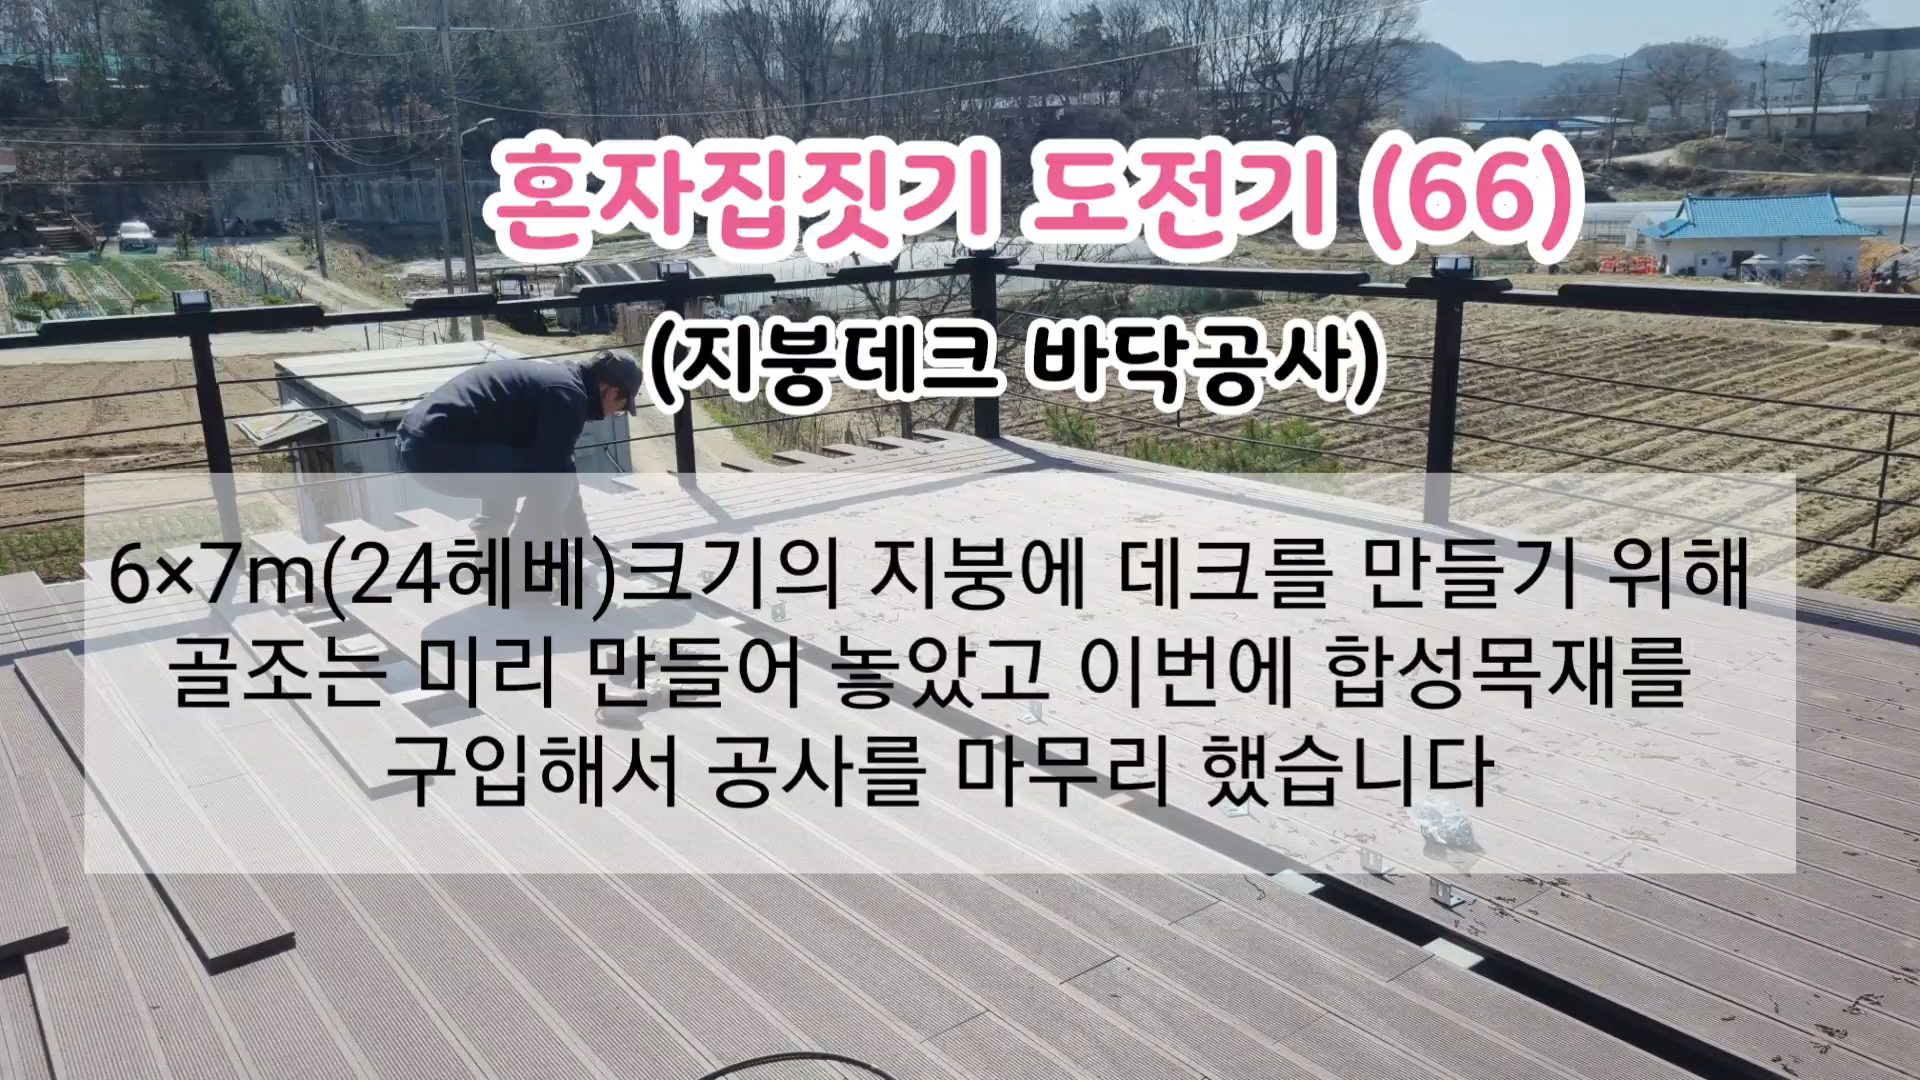 혼자집짓기 도전기 (66)
(지붕데크 바닥공사)
6×7m(24헤베)크기의 지붕에 데크를 만들기 위해
골조는 미리 만들어 놓았고 이번에 합성목재를
구입해서 공사를 마무리 했습니다